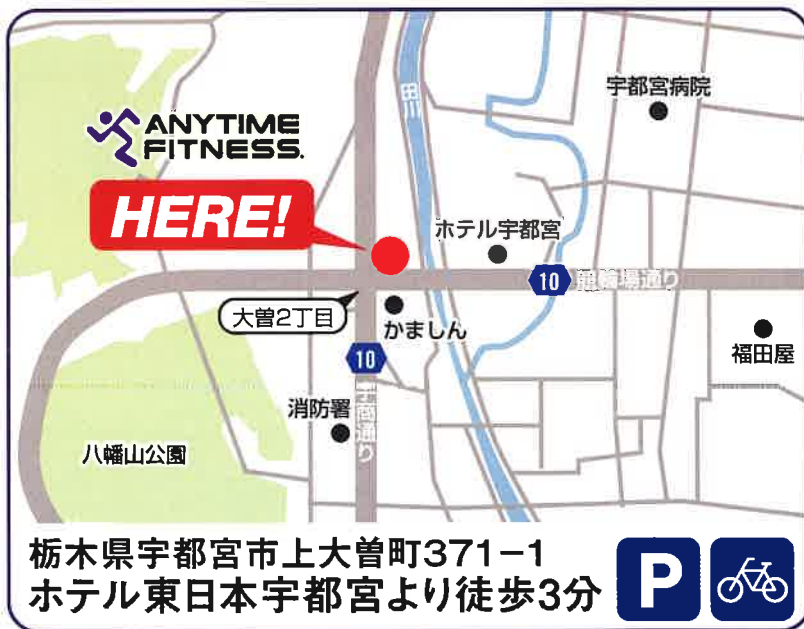 ANYTIME
FITNESS.
HERE!
宇都宮病院
田川
ホテル宇都宮
10 競輪場通り
大曽2丁目
かましん
福田屋
10
宇商通り
消防署
八幡山公園
栃木県宇都宮市上大曽町371-1
ホテル東日本宇都宮より徒歩3分
P